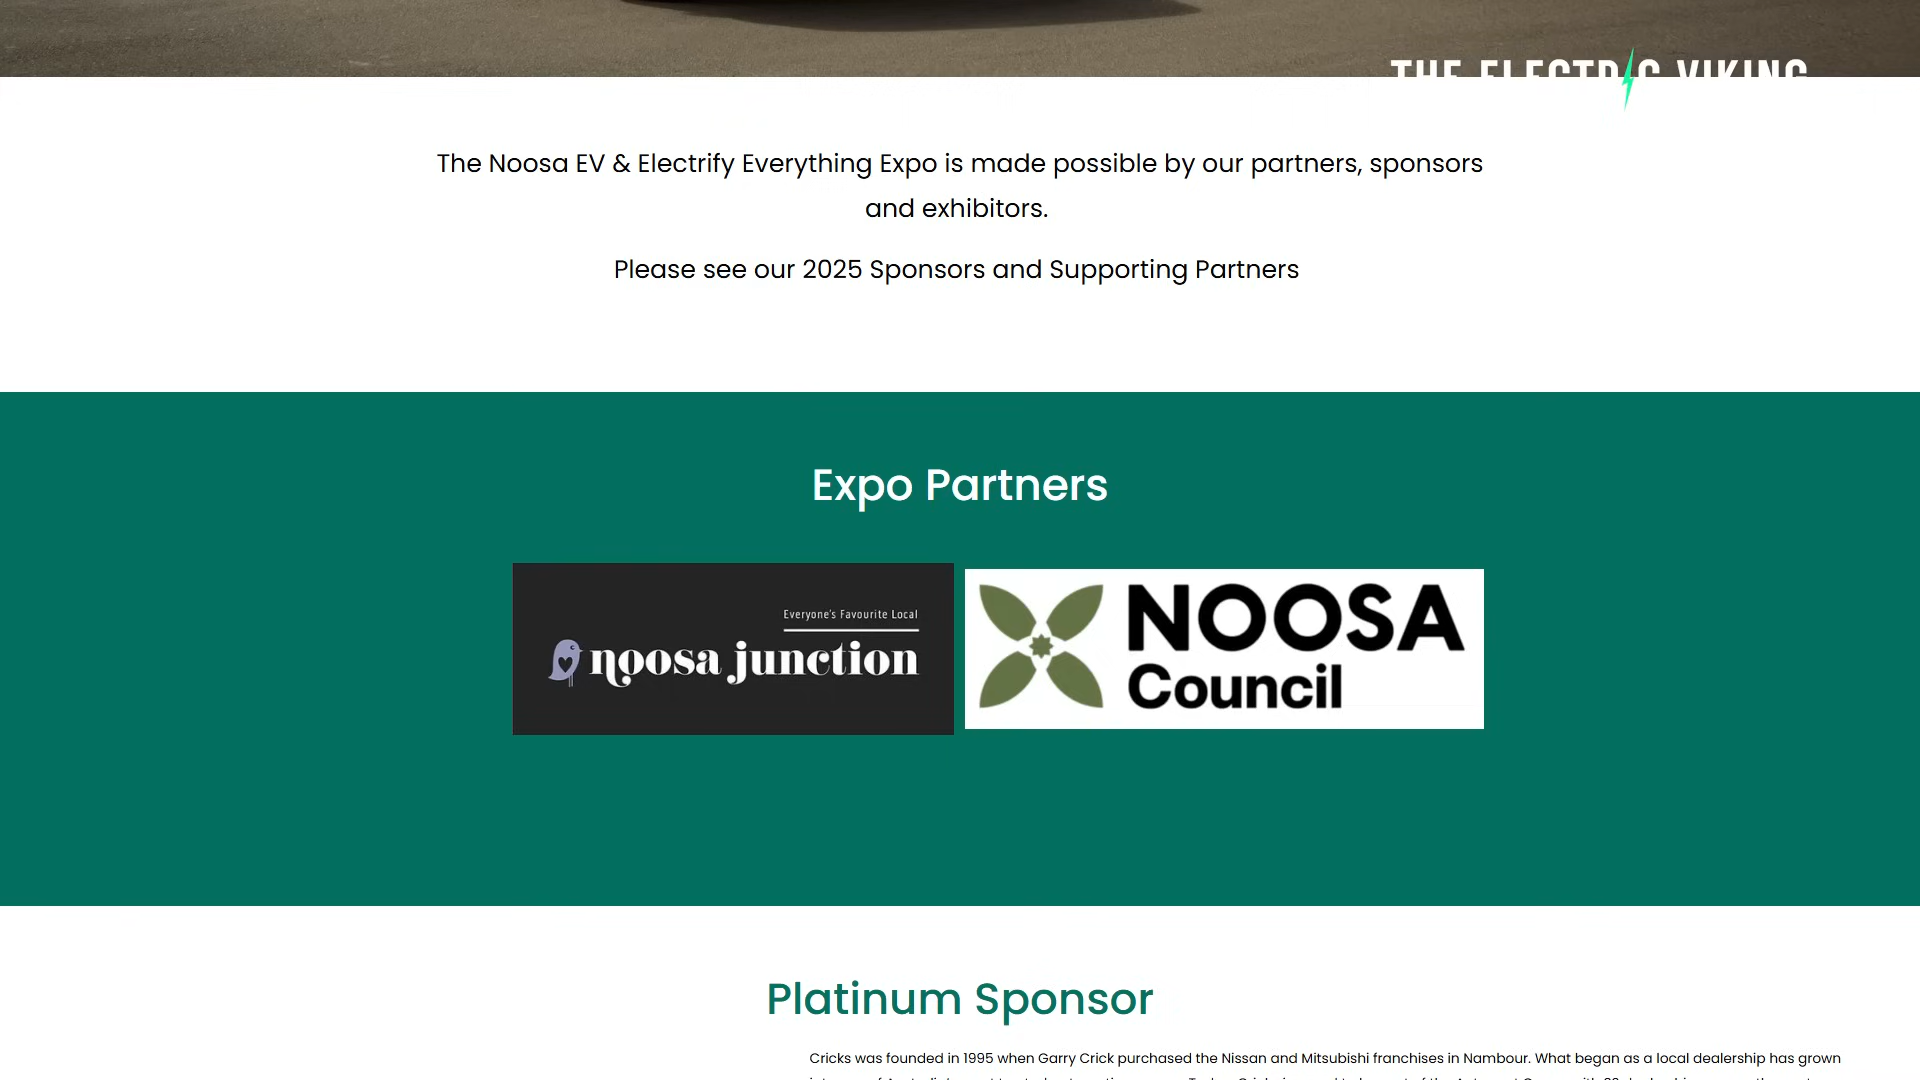 THE ELECTRIC VIKING
The Noosa EV & Electrify Everything Expo is made possible by our partners, sponsors
and exhibitors.
Please see our 2025 Sponsors and Supporting Partners
Expo Partners
Everyone's Favourite Local
noosa junction
NOOSA
Council
Platinum Sponsor
Cricks was founded in 1995 when Garry Crick purchased the Nissan and Mitsubishi franchises in Nambour. What began as a local dealership has grown